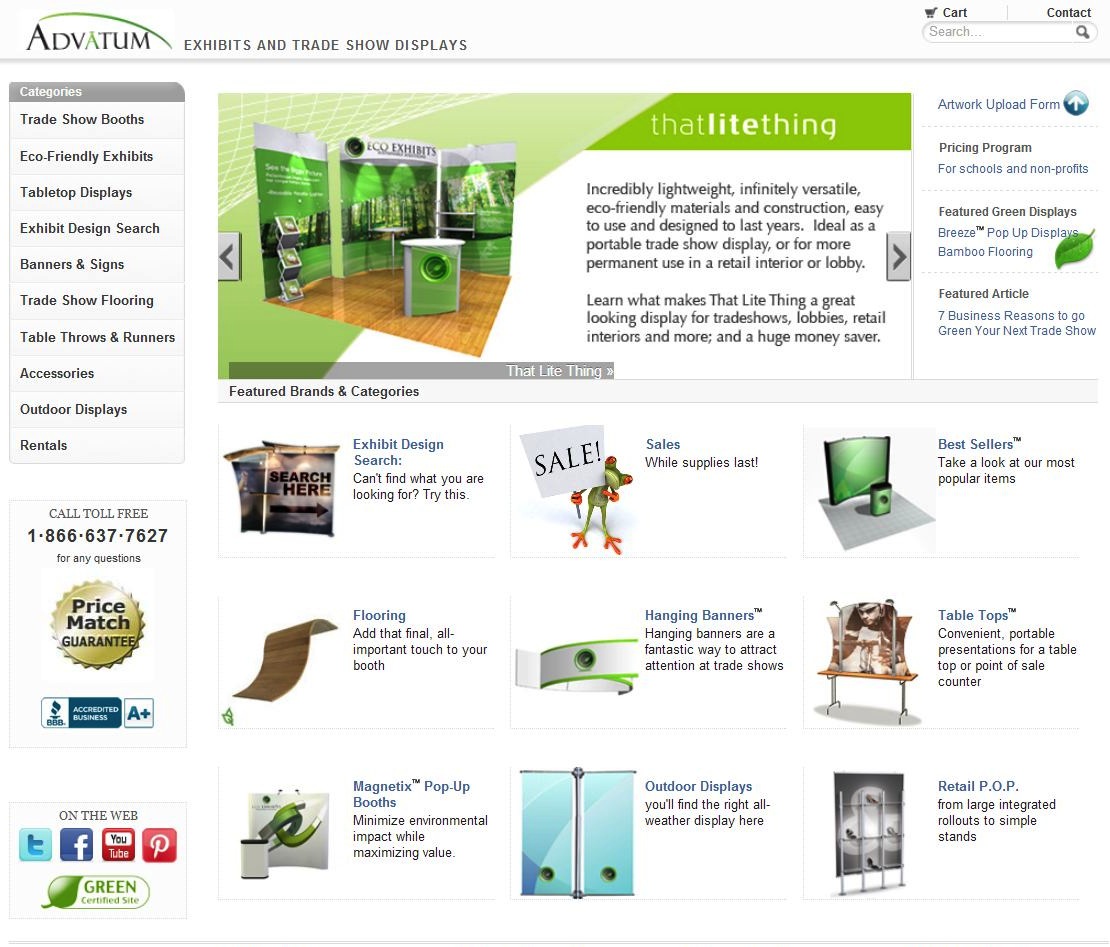 ADVATUM
EXHIBITS AND TRADE SHOW DISPLAYS
Cart
Contact
Search...
Categories
Trade Show Booths
Eco-Friendly Exhibits
Tabletop Displays
Exhibit Design Search
Banners & Signs
Trade Show Flooring
Table Throws & Runners
Accessories
Outdoor Displays
Rentals
CALL TOLL FREE
1·866·637·7627
for any questions
Price
Match
GUARANTEE
BBB.
ACCREDITED
BUSINESS
A+
ON THE WEB
t
f
You
Tube
GREEN
Certified Site
thatlitething
ECO EXHIBITS
See the Bigger Picture
Incredibly lightweight, infinitely versatile,
eco-friendly materials and construction, easy
to use and designed to last years. Ideal as a
portable trade show display, or for more
permanent use in a retail interior or lobby.
Learn what makes That Lite Thing a great
looking display for tradeshows, lobbies, retail
interiors and more; and a huge money saver.
That Lite Thing »
Artwork Upload Form
Pricing Program
For schools and non-profits
Featured Green Displays
Breeze™ Pop Up Displays
Bamboo Flooring
Featured Article
7 Business Reasons to go
Green Your Next Trade Show
Featured Brands & Categories
SEARCH
HERE
Exhibit Design
Search:
Can't find what you are
looking for? Try this.
SALE!
Sales
While supplies last!
Best Sellers™
Take a look at our most
popular items
Flooring
Add that final, all-
important touch to your
booth
Hanging Banners™
Hanging banners are a
fantastic way to attract
attention at trade shows
Table Tops™
Convenient, portable
presentations for a table
top or point of sale
counter
Magnetix™ Pop-Up
Booths
Minimize environmental
impact while
maximizing value.
Outdoor Displays
you'll find the right all-
weather display here
Retail P.O.P.
from large integrated
rollouts to simple
stands